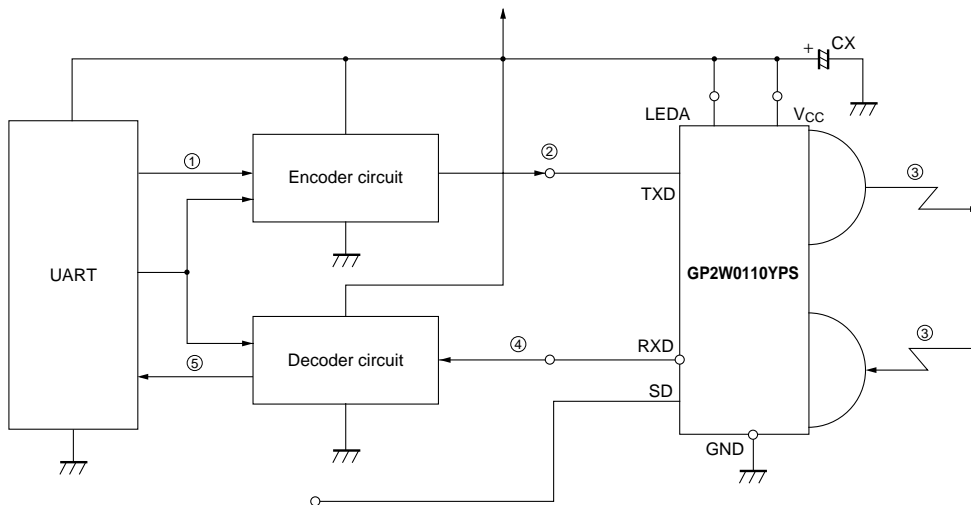 + CX
LEDA VCC
① Encoder circuit ② TXD ③
UART GP2W0110YPS
⑤ Decoder circuit ④ RXD ③
SD
GND